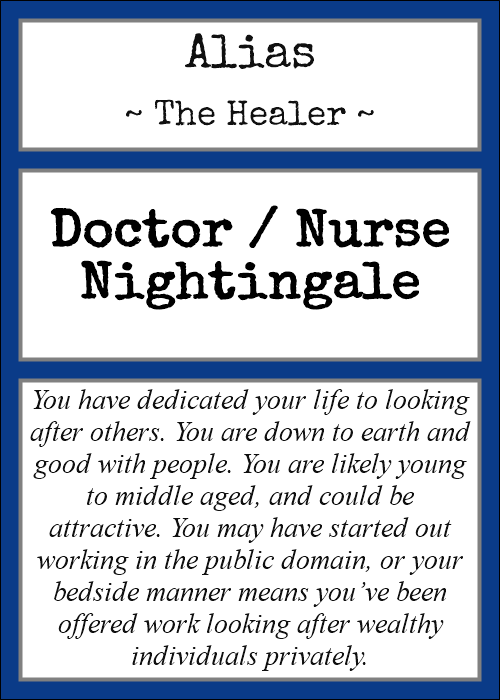 Alias
~ The Healer ~
Doctor / Nurse
Nightingale
You have dedicated your life to looking
after others. You are down to earth and
good with people. You are likely young
to middle aged, and could be
attractive. You may have started out
working in the public domain, or your
bedside manner means you’ve been
offered work looking after wealthy
individuals privately.